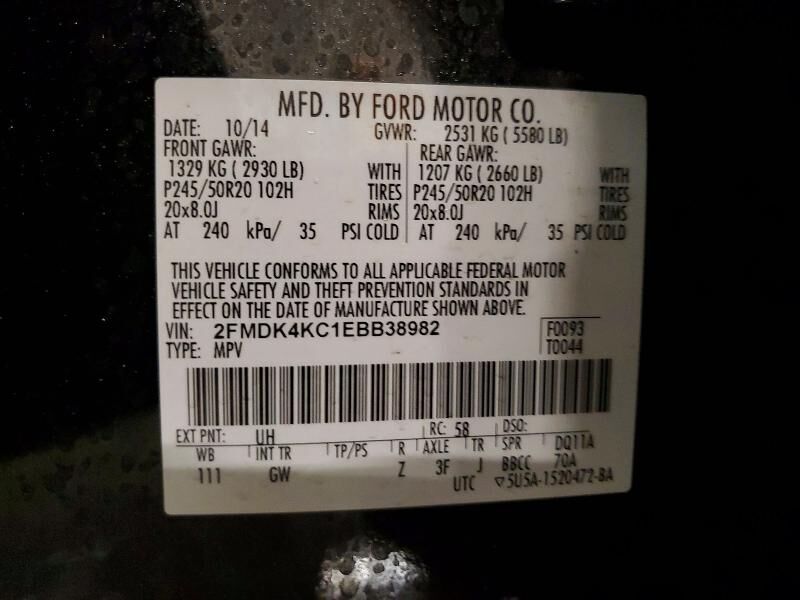 MFD. BY FORD MOTOR CO.
DATE: 10/14 GVWR: 2531 KG ( 5580 LB)
FRONT GAWR: REAR GAWR:
1329 KG ( 2930 LB) WITH 1207 KG ( 2660 LB) WITH
P245/50R20 102H TIRES P245/50R20 102H TIRES
20x8.0J RIMS 20x8.0J RIMS
AT 240 kPa/ 35 PSI COLD AT 240 kPa/ 35 PSI COLD
THIS VEHICLE CONFORMS TO ALL APPLICABLE FEDERAL MOTOR
VEHICLE SAFETY AND THEFT PREVENTION STANDARDS IN
EFFECT ON THE DATE OF MANUFACTURE SHOWN ABOVE.
VIN: 2FMDK4KC1EBB38982 F0093
TYPE: MPV T0044
EXT PNT: UH RC: 58 DSO:
WB INT TR TP/PS R AXLE TR SPR DQ11A
111 GW Z 3F J BBCC 70A
UTC ▽5U5A-1520472-BA